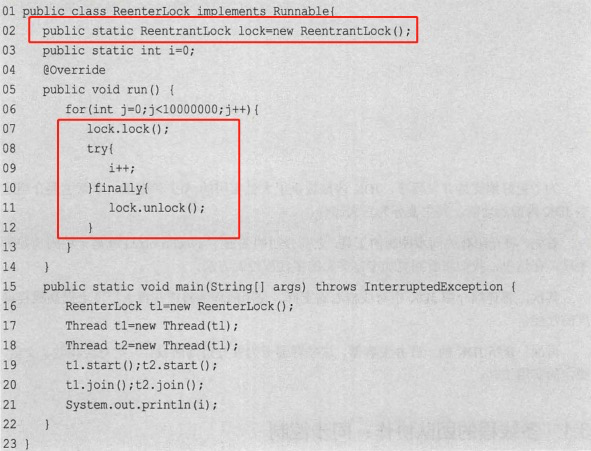 01 public class ReenterLock implements Runnable{
02 public static ReentrantLock lock=new ReentrantLock();
03 public static int i=0;
04 @Override
05 public void run() {
06 for(int j=0;j<10000000;j++){
07 lock.lock();
08 try{
09 i++;
10 }finally{
11 lock.unlock();
12 }
13 }
14 }
15 public static void main(String[] args) throws InterruptedException {
16 ReenterLock tl=new ReenterLock();
17 Thread t1=new Thread(tl);
18 Thread t2=new Thread(tl);
19 t1.start();t2.start();
20 t1.join();t2.join();
21 System.out.println(i);
22 }
23 }